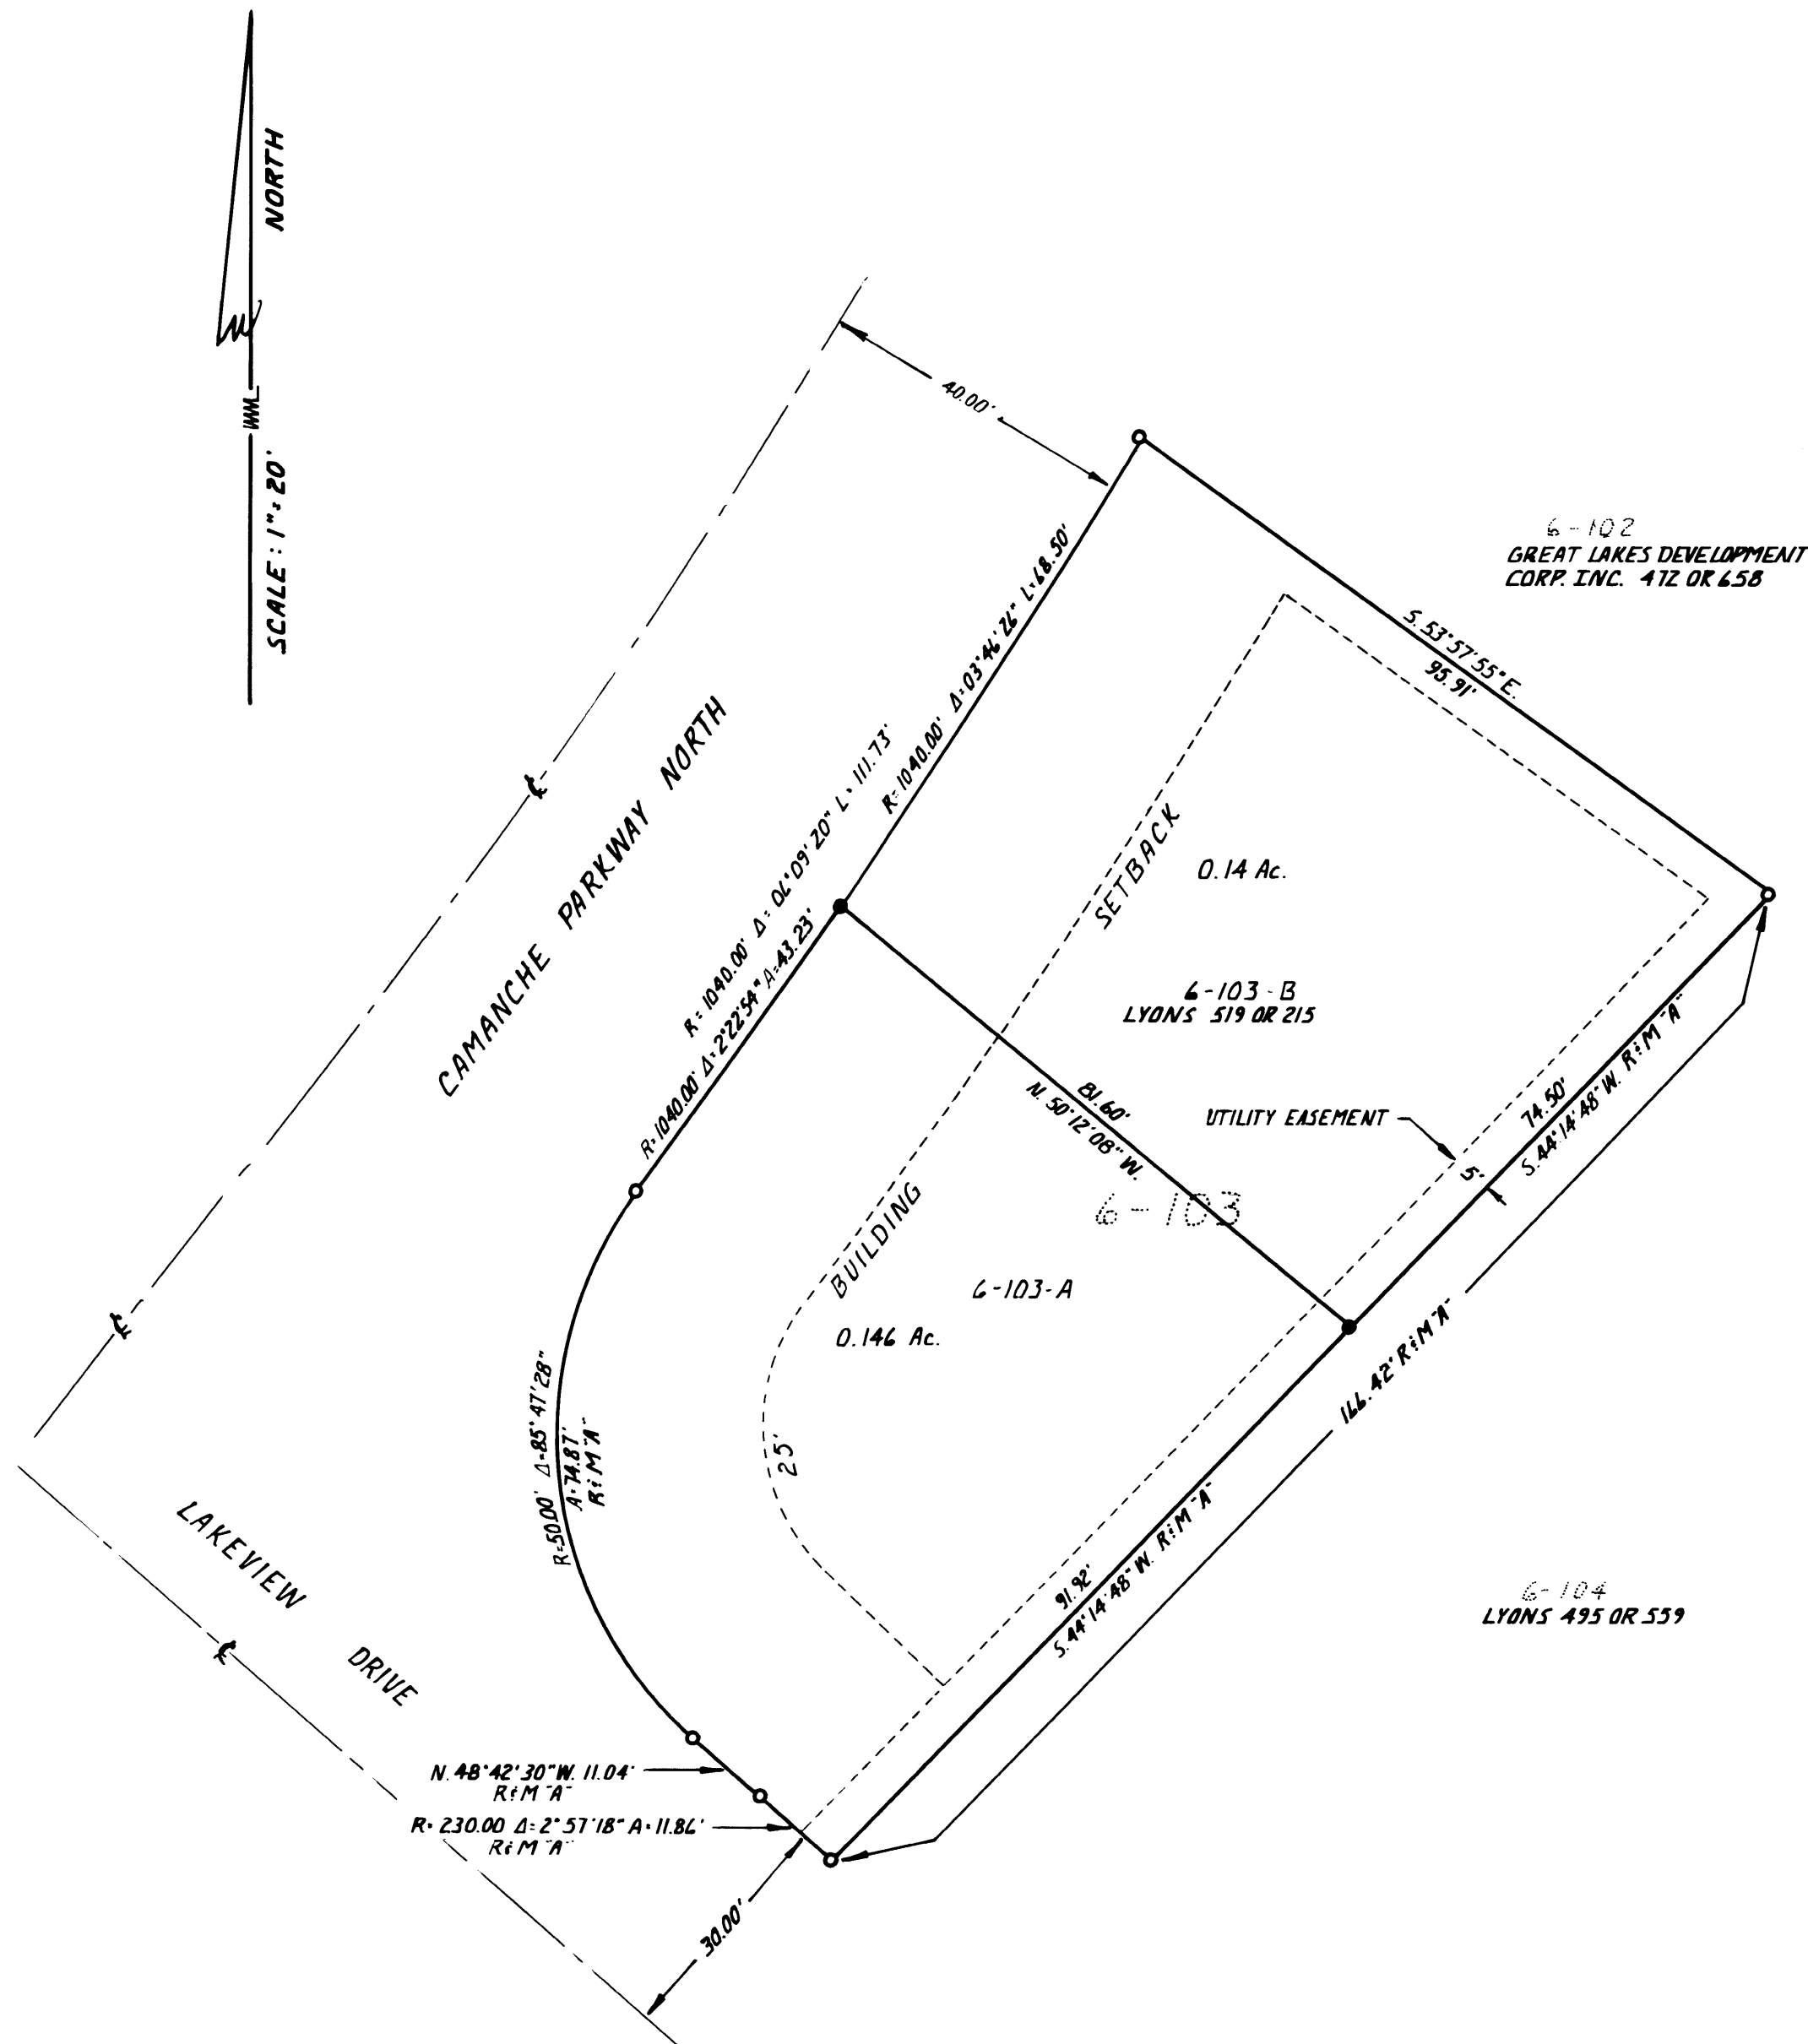 NORTH
SCALE : 1" = 20'
40.00'
6-102
GREAT LAKES DEVELOPMENT
CORP. INC. 472 OR 658
S. 53° 57' 55" E.
95.91'
R=1040.00' Δ=03°46'26" L=68.50'
CAMANCHE PARKWAY NORTH
R=1040.00' Δ=06°09'20" L=111.73'
R=1040.00' Δ=2°22'54" A=43.23'
SETBACK
0.14 Ac.
6-103-B
LYONS 519 OR 215
81.60'
N. 50°12'08" W.
UTILITY EASEMENT
5'
74.50'
S. 44°14'48" W. R&M "A"
6-103
BUILDING
6-103-A
0.146 Ac.
25'
166.42' R&M "A"
R=50.00' Δ=85°47'28"
A=74.87'
R&M "A"
91.92'
S. 44°14'48" W. R&M "A"
6-104
LYONS 495 OR 559
LAKEVIEW DRIVE
N. 48°42'30" W. 11.04'
R&M "A"
R=230.00 Δ=2°57'18" A=11.86'
R&M "A"
30.00'